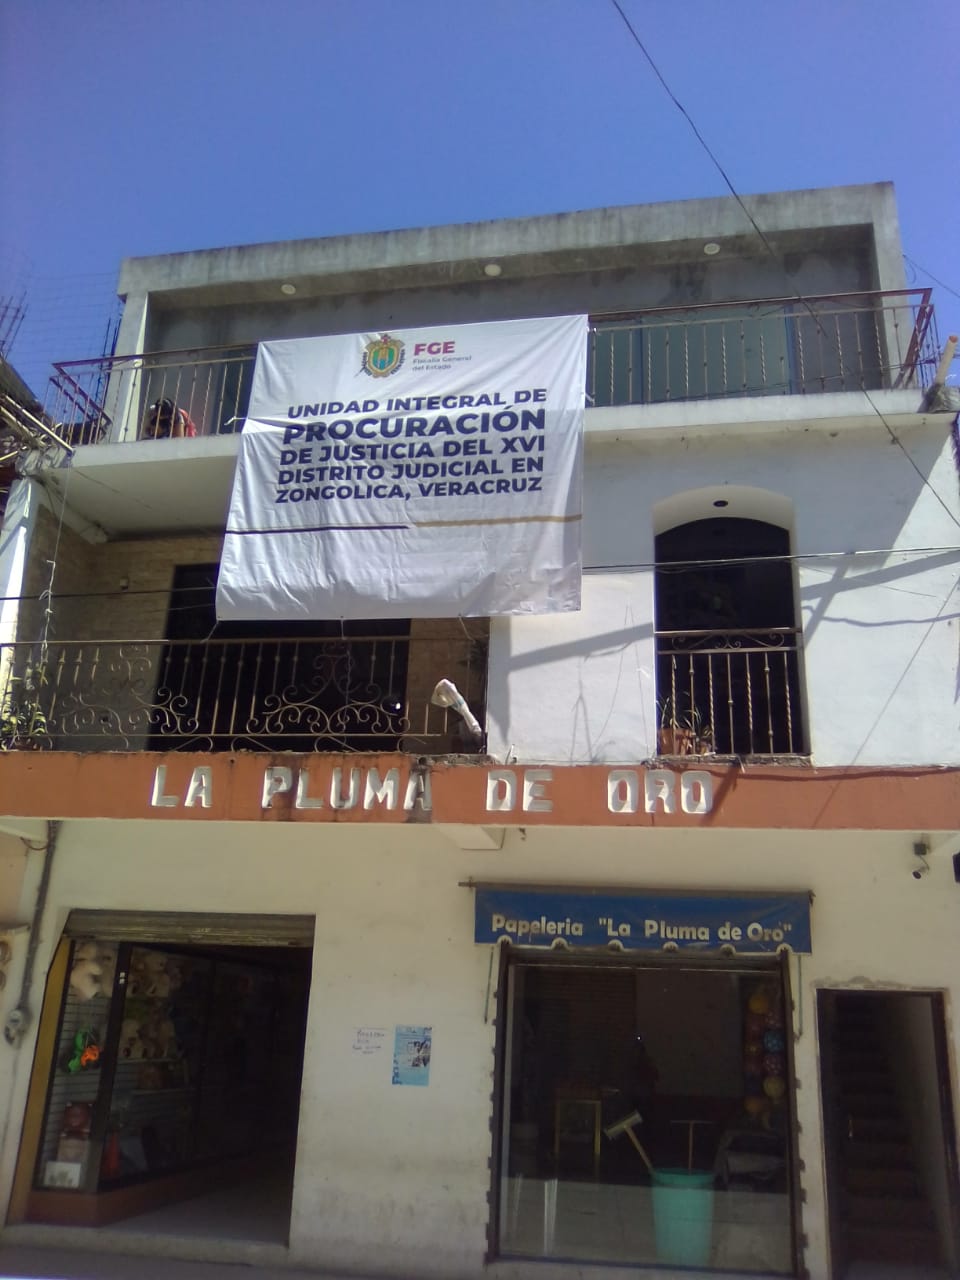 FGE
Fiscalía General
del Estado
UNIDAD INTEGRAL DE
PROCURACIÓN
DE JUSTICIA DEL XVI
DISTRITO JUDICIAL EN
ZONGOLICA, VERACRUZ
LA PLUMA DE ORO
Papeleria "La Pluma de Oro"